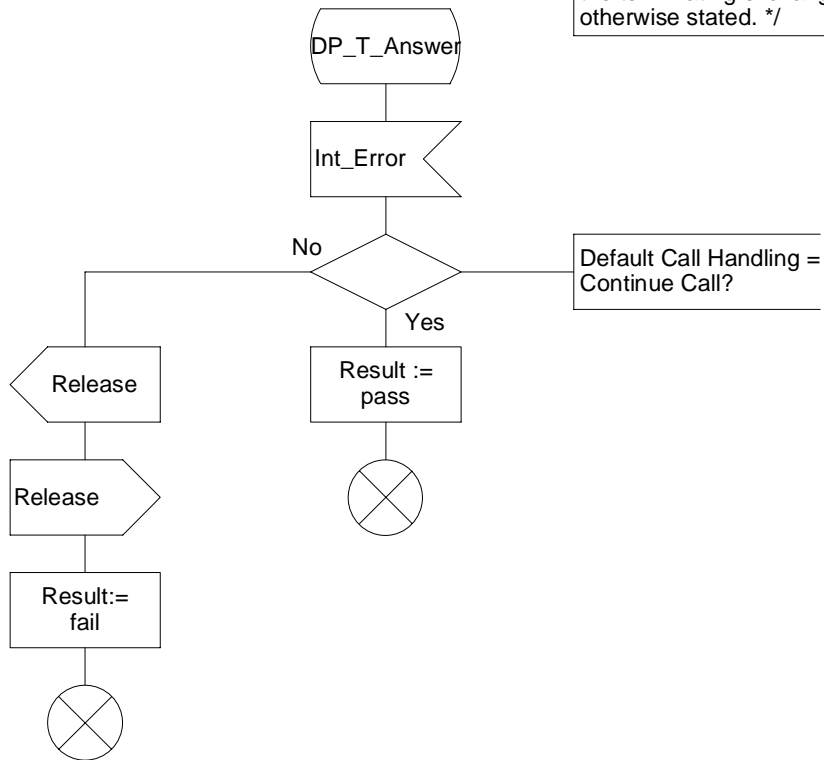 otherwise stated. */
DP_T_Answer
Int_Error
No
Default Call Handling =
Continue Call?
Yes
Release
Result :=
pass
Release
Result:=
fail